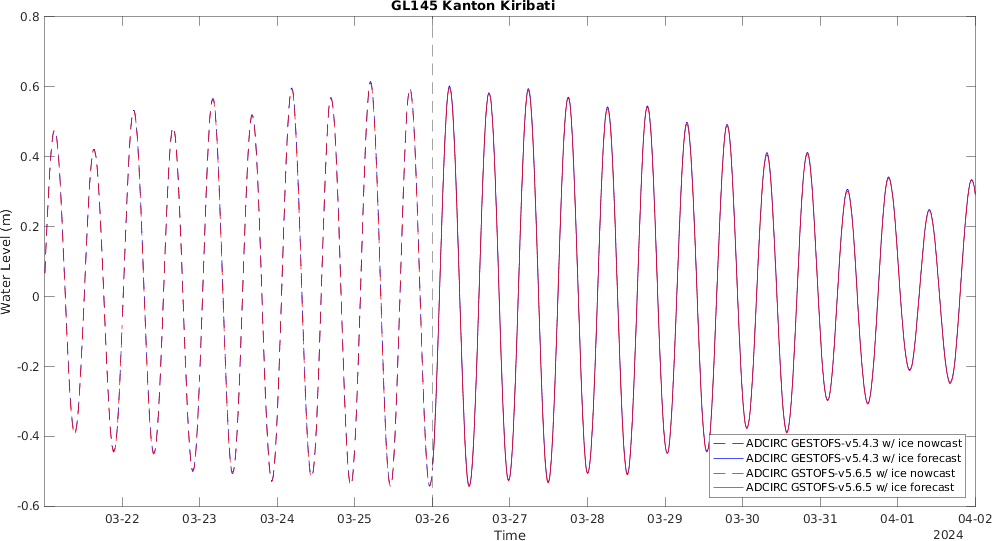 GL145 Kanton Kiribati
0.8
0.6
0.4
0.2
0
-0.2
-0.4
-0.6
Water Level (m)
ADCIRC GESTOFS-v5.4.3 w/ ice nowcast
ADCIRC GESTOFS-v5.4.3 w/ ice forecast
ADCIRC GSTOFS-v5.6.5 w/ ice nowcast
ADCIRC GSTOFS-v5.6.5 w/ ice forecast
03-22 03-23 03-24 03-25 03-26 03-27 03-28 03-29 03-30 03-31 04-01 04-02
Time
2024